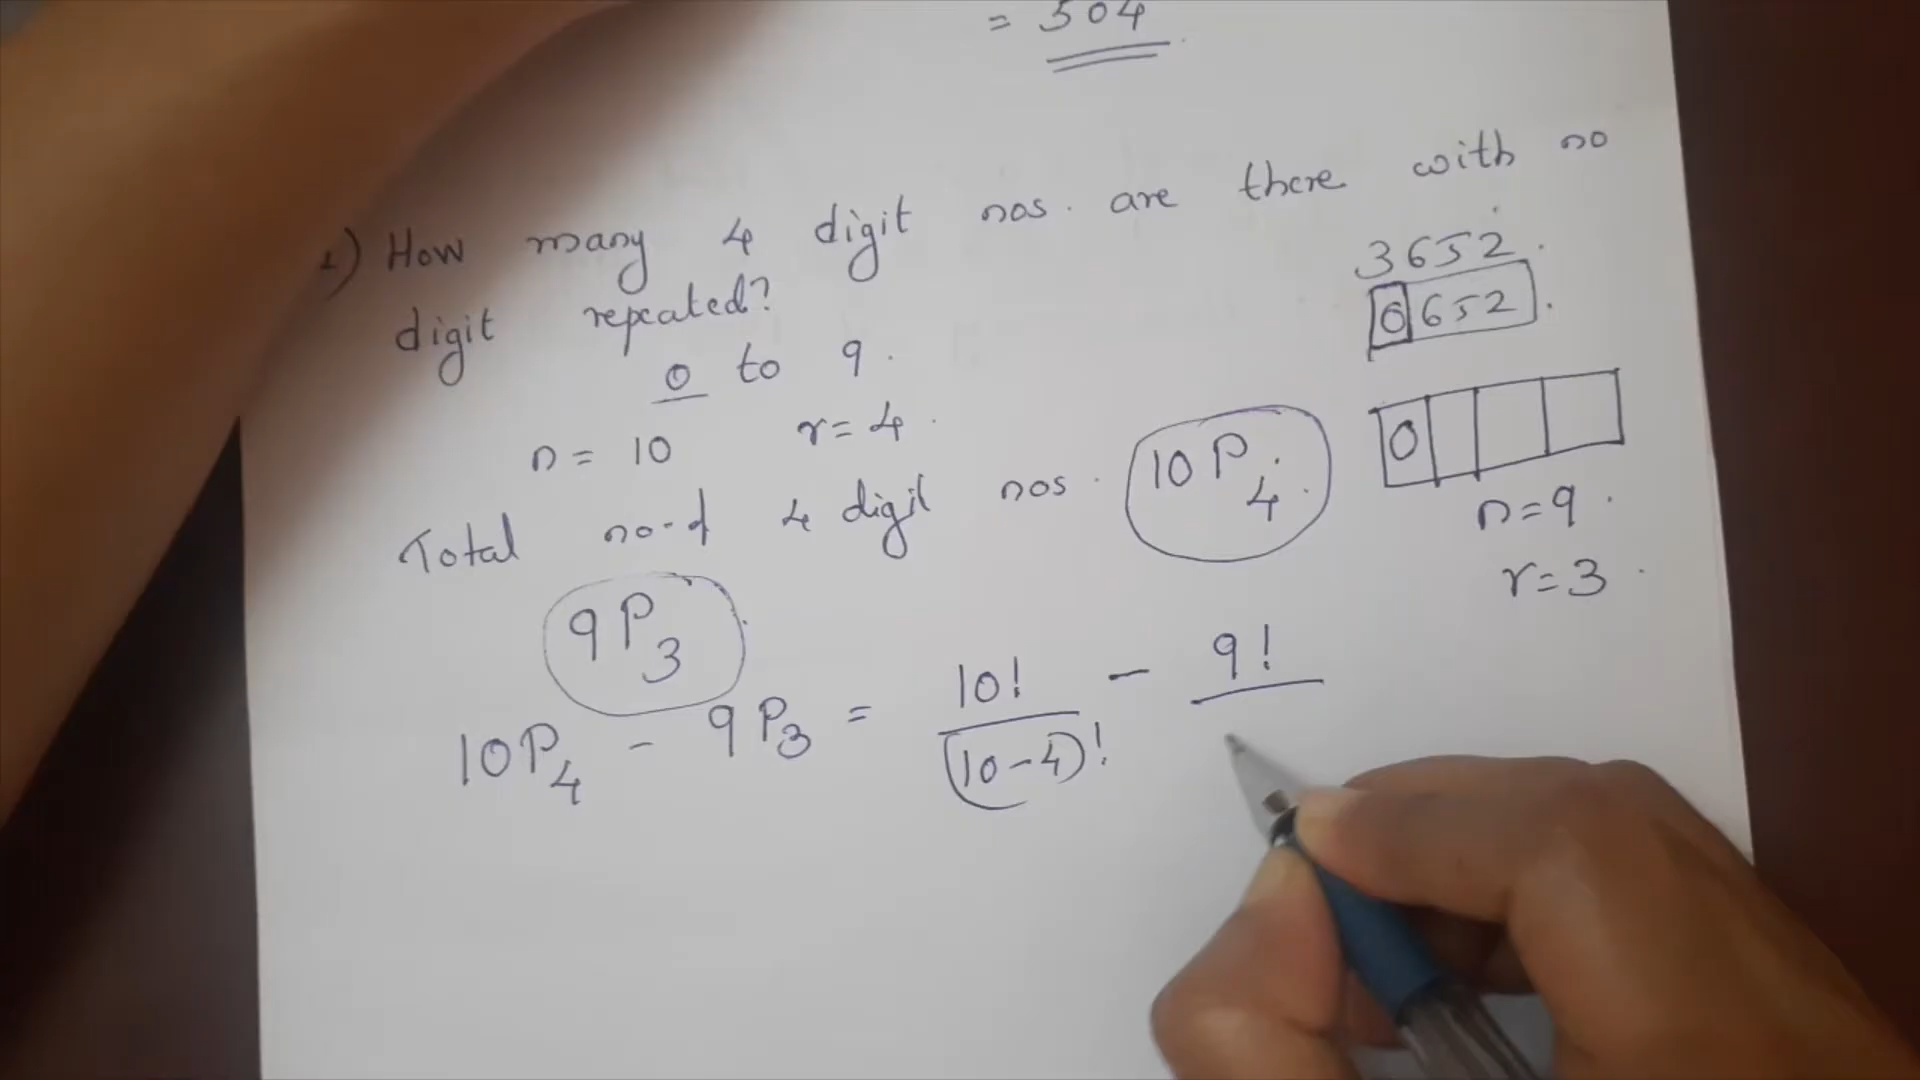 = 504
1) How many 4 digit nos. are there with no
digit repeated?
3652.
0652.
0 to 9.
n = 10 r = 4.
0
Total no. of 4 digit nos. 10P4.
n = 9.
r = 3.
9P3
10P4 - 9P3 = 10! / (10-4)! - 9!